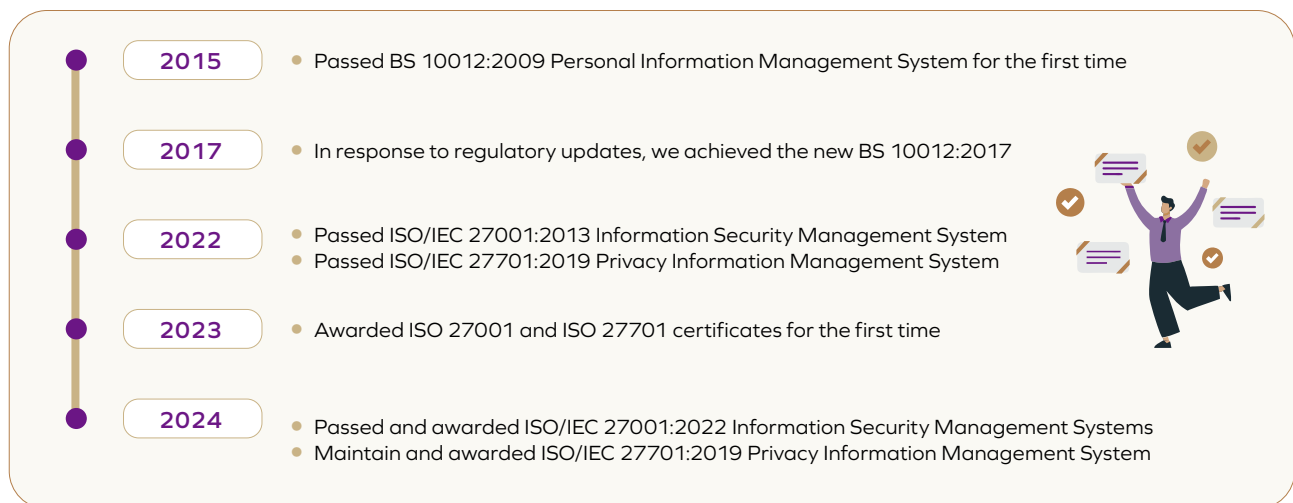 2015
Passed BS 10012:2009 Personal Information Management System for the first time
2017
In response to regulatory updates, we achieved the new BS 10012:2017
2022
Passed ISO/IEC 27001:2013 Information Security Management System
Passed ISO/IEC 27701:2019 Privacy Information Management System
2023
Awarded ISO 27001 and ISO 27701 certificates for the first time
2024
Passed and awarded ISO/IEC 27001:2022 Information Security Management Systems
Maintain and awarded ISO/IEC 27701:2019 Privacy Information Management System